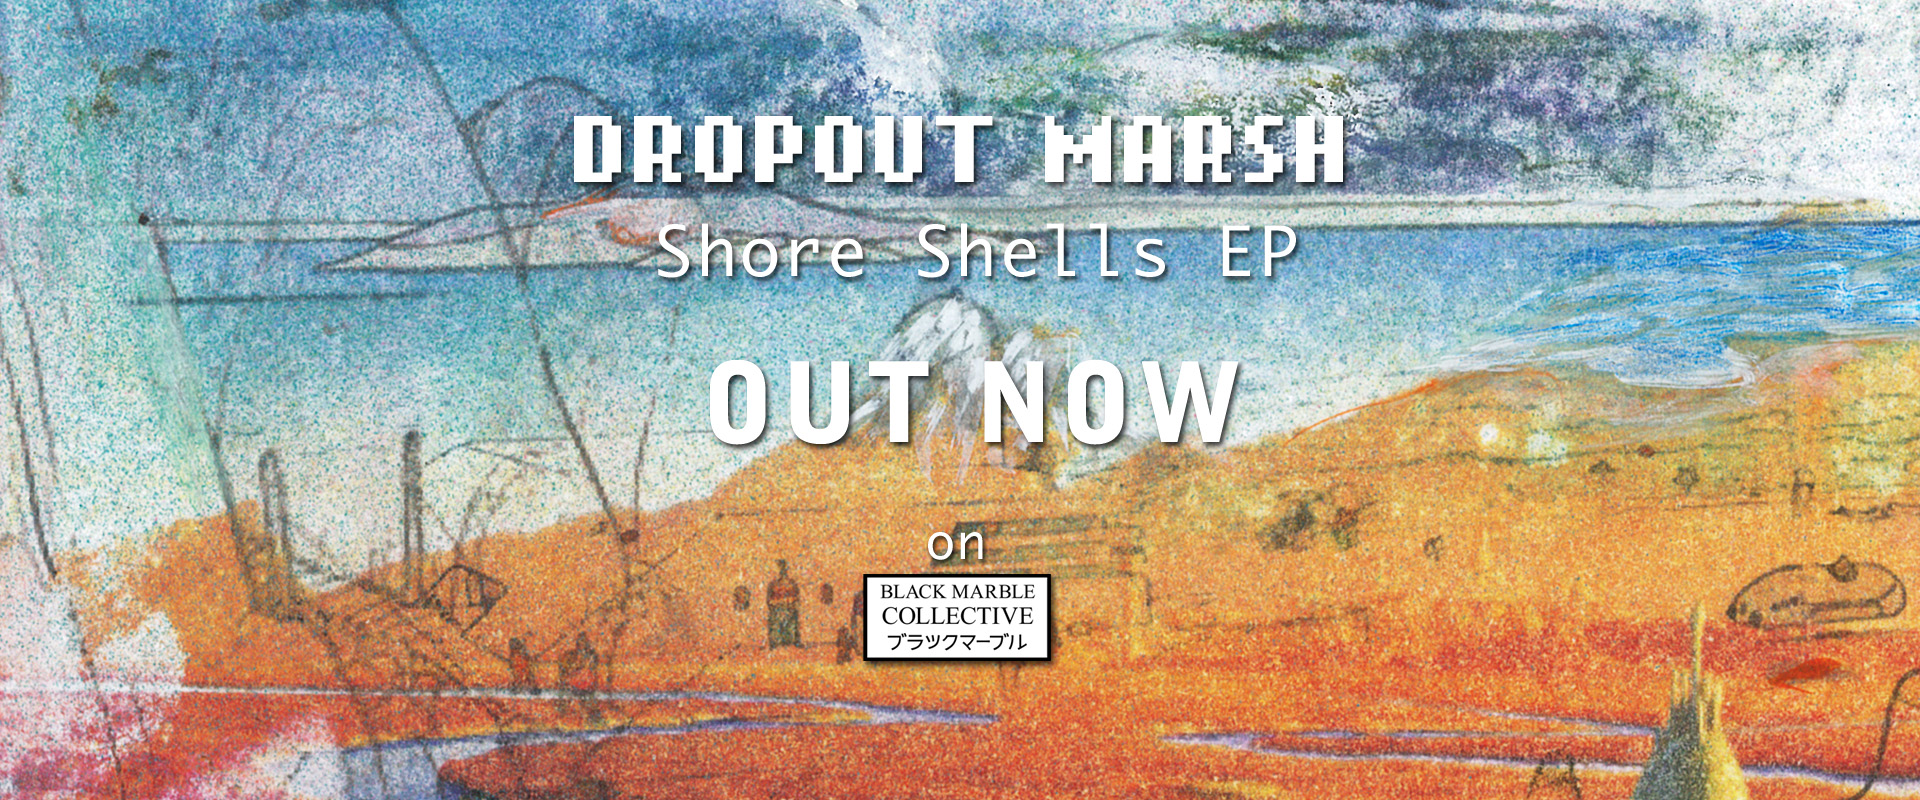 DROPOUT MARSH
Shore Shells EP
OUT NOW
on
BLACK MARBLE
COLLECTIVE
ブラックマーブル